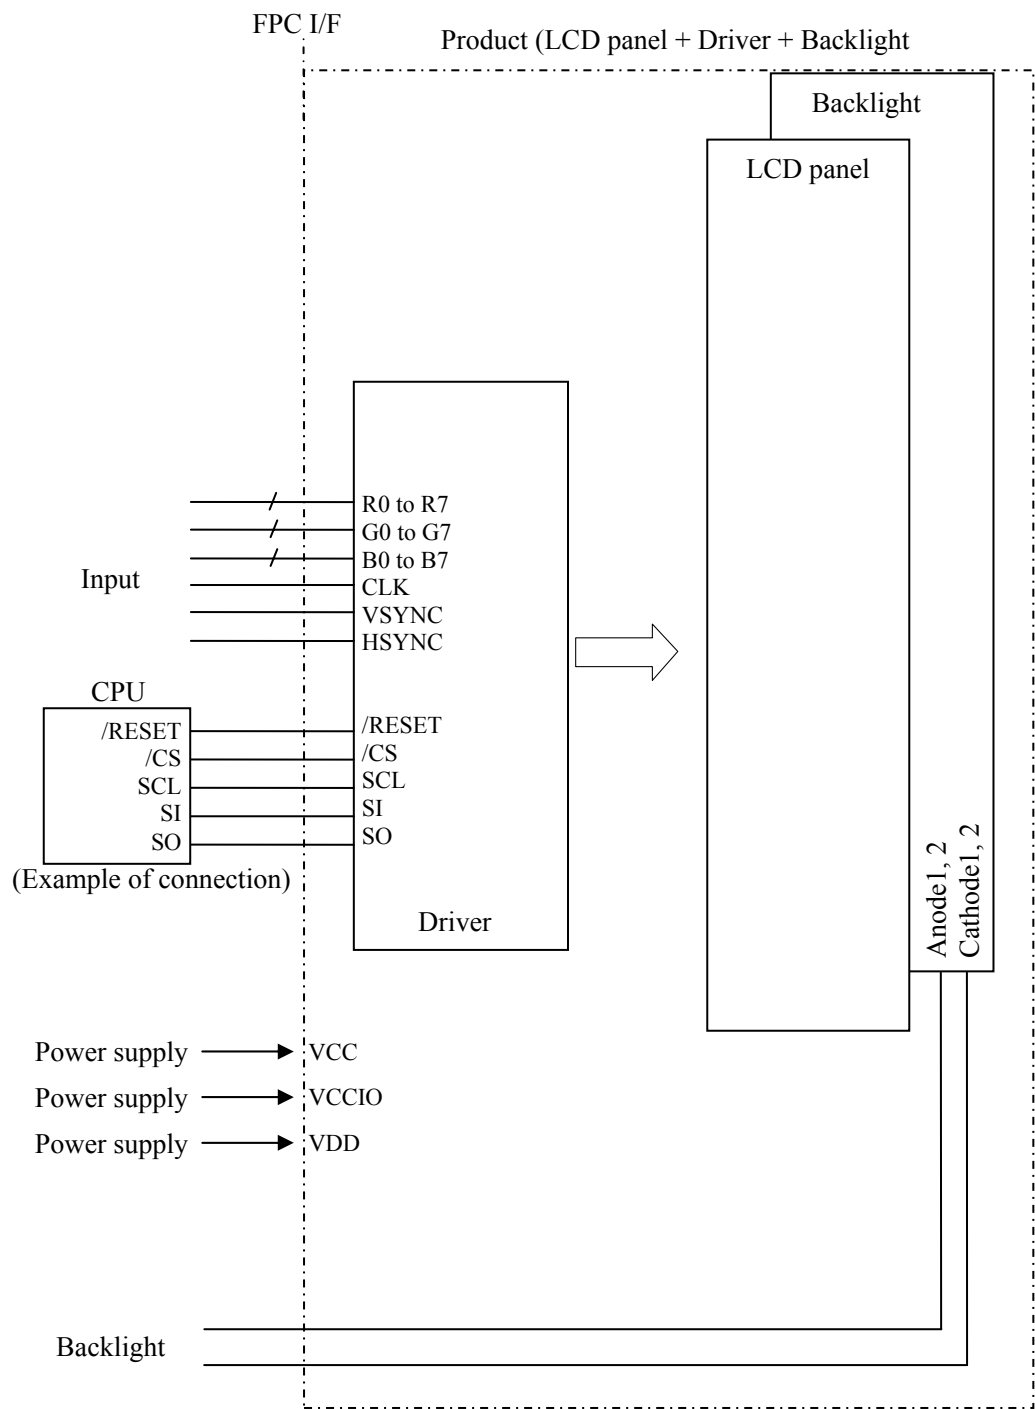 FPC I/F
Product (LCD panel + Driver + Backlight
Backlight
LCD panel
R0 to R7
G0 to G7
B0 to B7
Input
CLK
VSYNC
HSYNC
CPU
/RESET
/CS
SCL
SI
SO
(Example of connection)
/RESET
/CS
SCL
SI
SO
Driver
Anode1, 2
Cathode1, 2
Power supply
VCC
Power supply
VCCIO
Power supply
VDD
Backlight